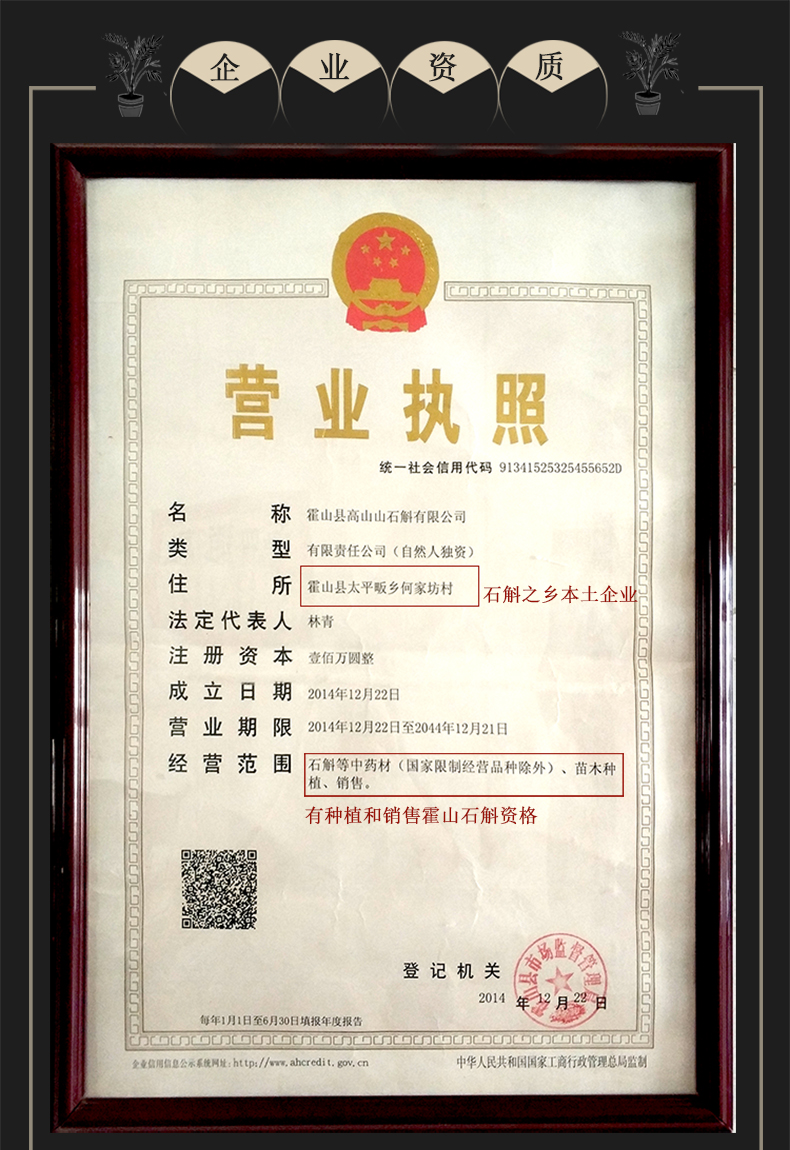 企业资质
营业执照
统一社会信用代码 91341525325455652D
名称 霍山县高山山石斛有限公司
类型 有限责任公司（自然人独资）
住所 霍山县太平畈乡何家坊村
石斛之乡本土企业
法定代表人 林青
注册资本 壹佰万圆整
成立日期 2014年12月22日
营业期限 2014年12月22日至2044年12月21日
经营范围 石斛等中药材（国家限制经营品种除外）、苗木种
植、销售。
有种植和销售霍山石斛资格
登记机关
霍山县市场监督管理局
2014 年 12 月 22 日
每年1月1日至6月30日填报年度报告
企业信用信息公示系统网址：http://www.ahcredit.gov.cn
中华人民共和国国家工商行政管理总局监制